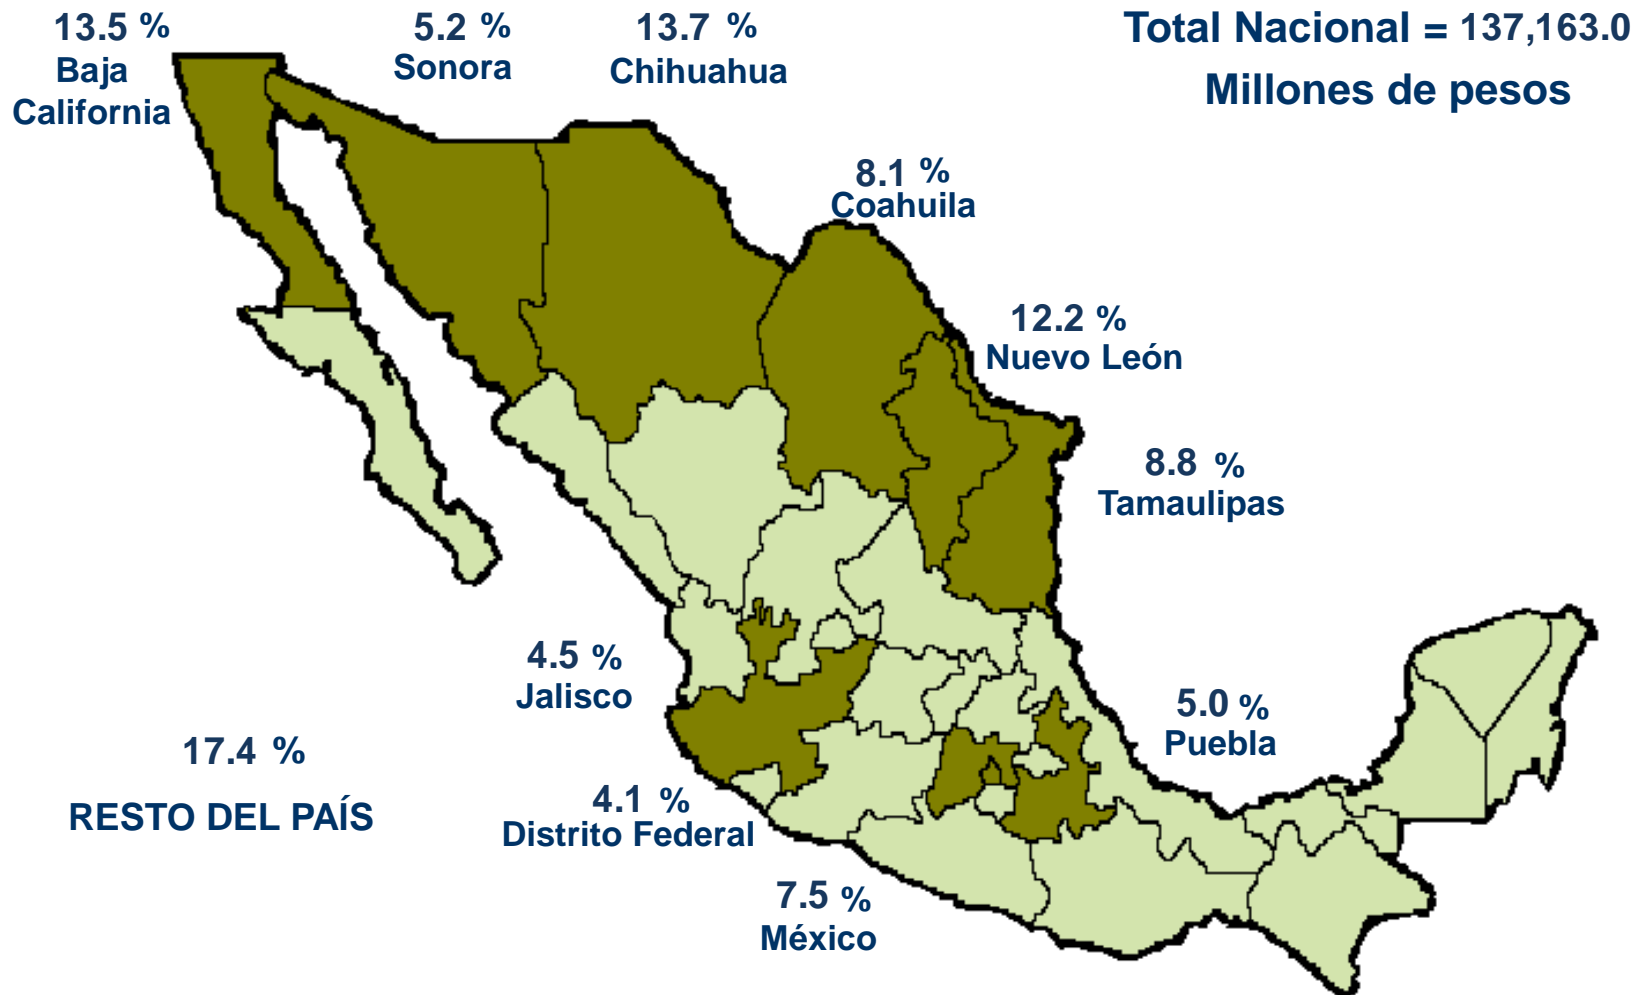 13.5 %
Baja
California
5.2 %
Sonora
13.7 %
Chihuahua
Total Nacional = 137,163.0
Millones de pesos
8.1 %
Coahuila
12.2 %
Nuevo León
8.8 %
Tamaulipas
4.5 %
Jalisco
5.0 %
Puebla
17.4 %
RESTO DEL PAÍS
4.1 %
Distrito Federal
7.5 %
México